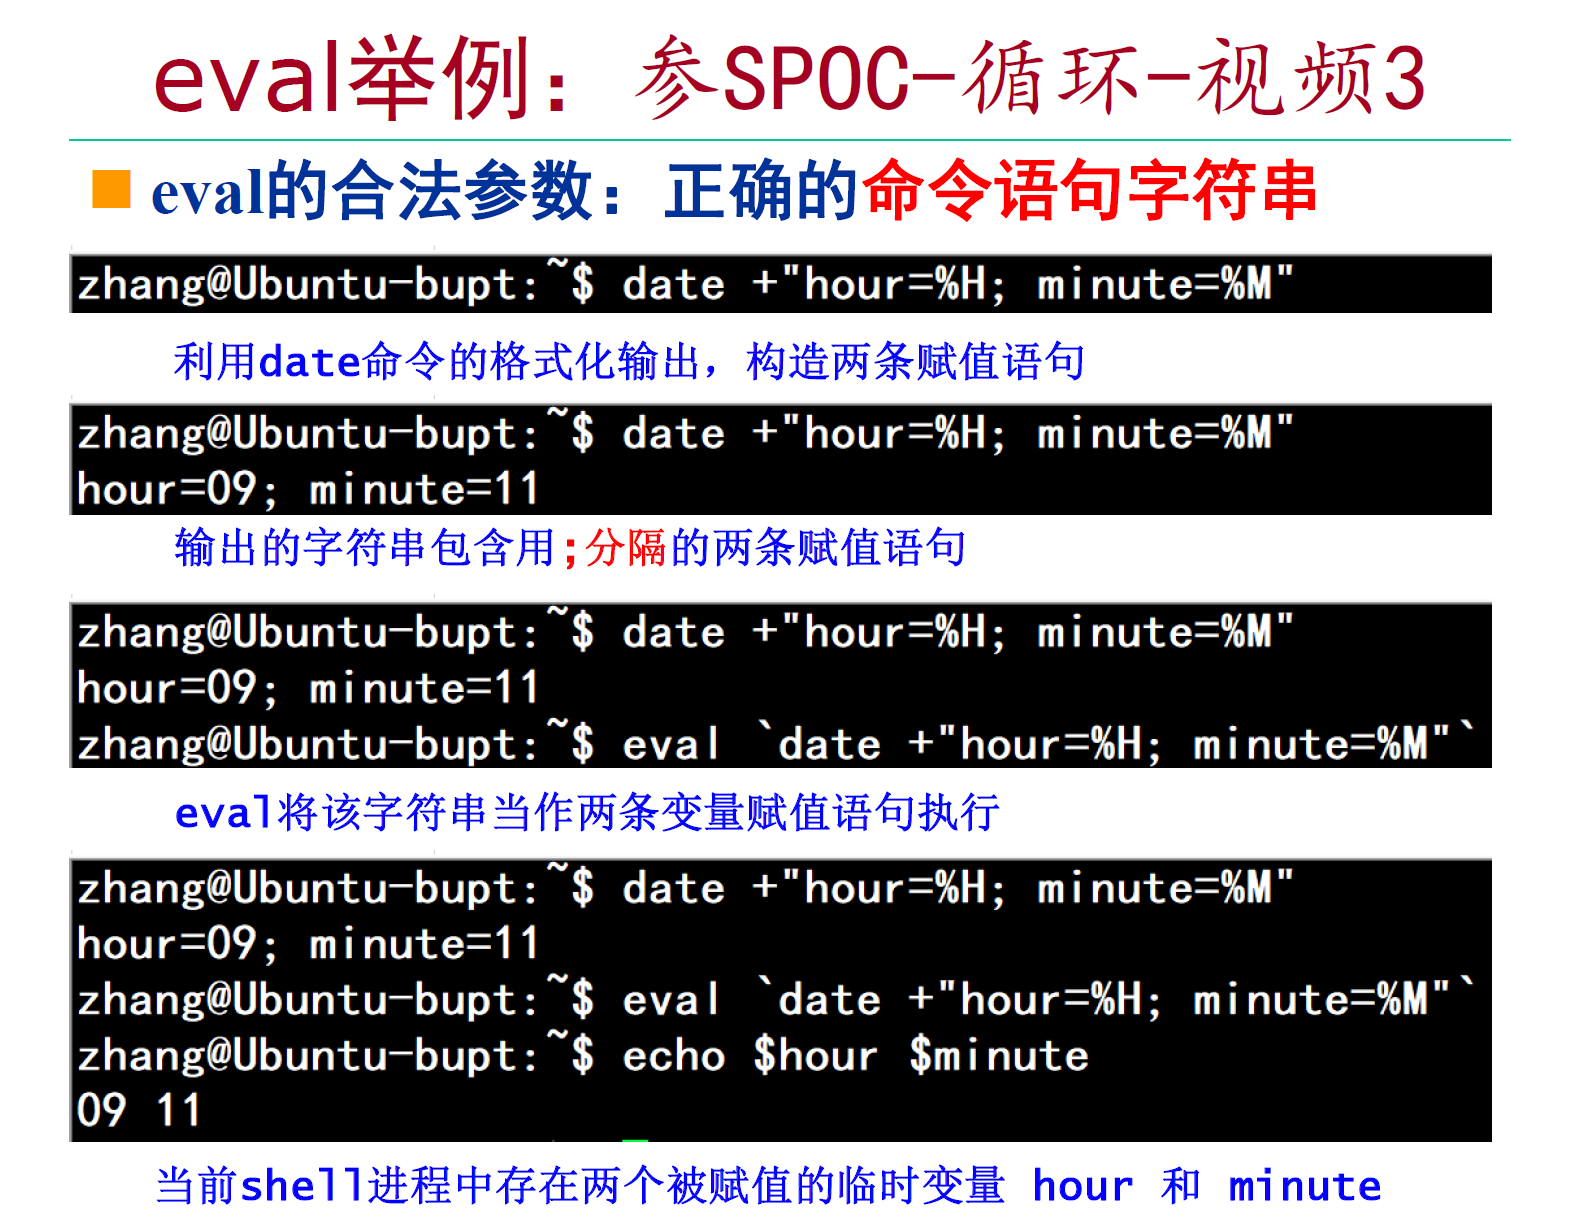 eval举例：参SPOC-循环-视频3
eval的合法参数：正确的命令语句字符串
zhang@Ubuntu-bupt:~$ date +"hour=%H; minute=%M"
利用date命令的格式化输出，构造两条赋值语句
zhang@Ubuntu-bupt:~$ date +"hour=%H; minute=%M"
hour=09; minute=11
输出的字符串包含用;分隔的两条赋值语句
zhang@Ubuntu-bupt:~$ date +"hour=%H; minute=%M"
hour=09; minute=11
zhang@Ubuntu-bupt:~$ eval `date +"hour=%H; minute=%M"`
eval将该字符串当作两条变量赋值语句执行
zhang@Ubuntu-bupt:~$ date +"hour=%H; minute=%M"
hour=09; minute=11
zhang@Ubuntu-bupt:~$ eval `date +"hour=%H; minute=%M"`
zhang@Ubuntu-bupt:~$ echo $hour $minute
09 11
当前shell进程中存在两个被赋值的临时变量 hour 和 minute